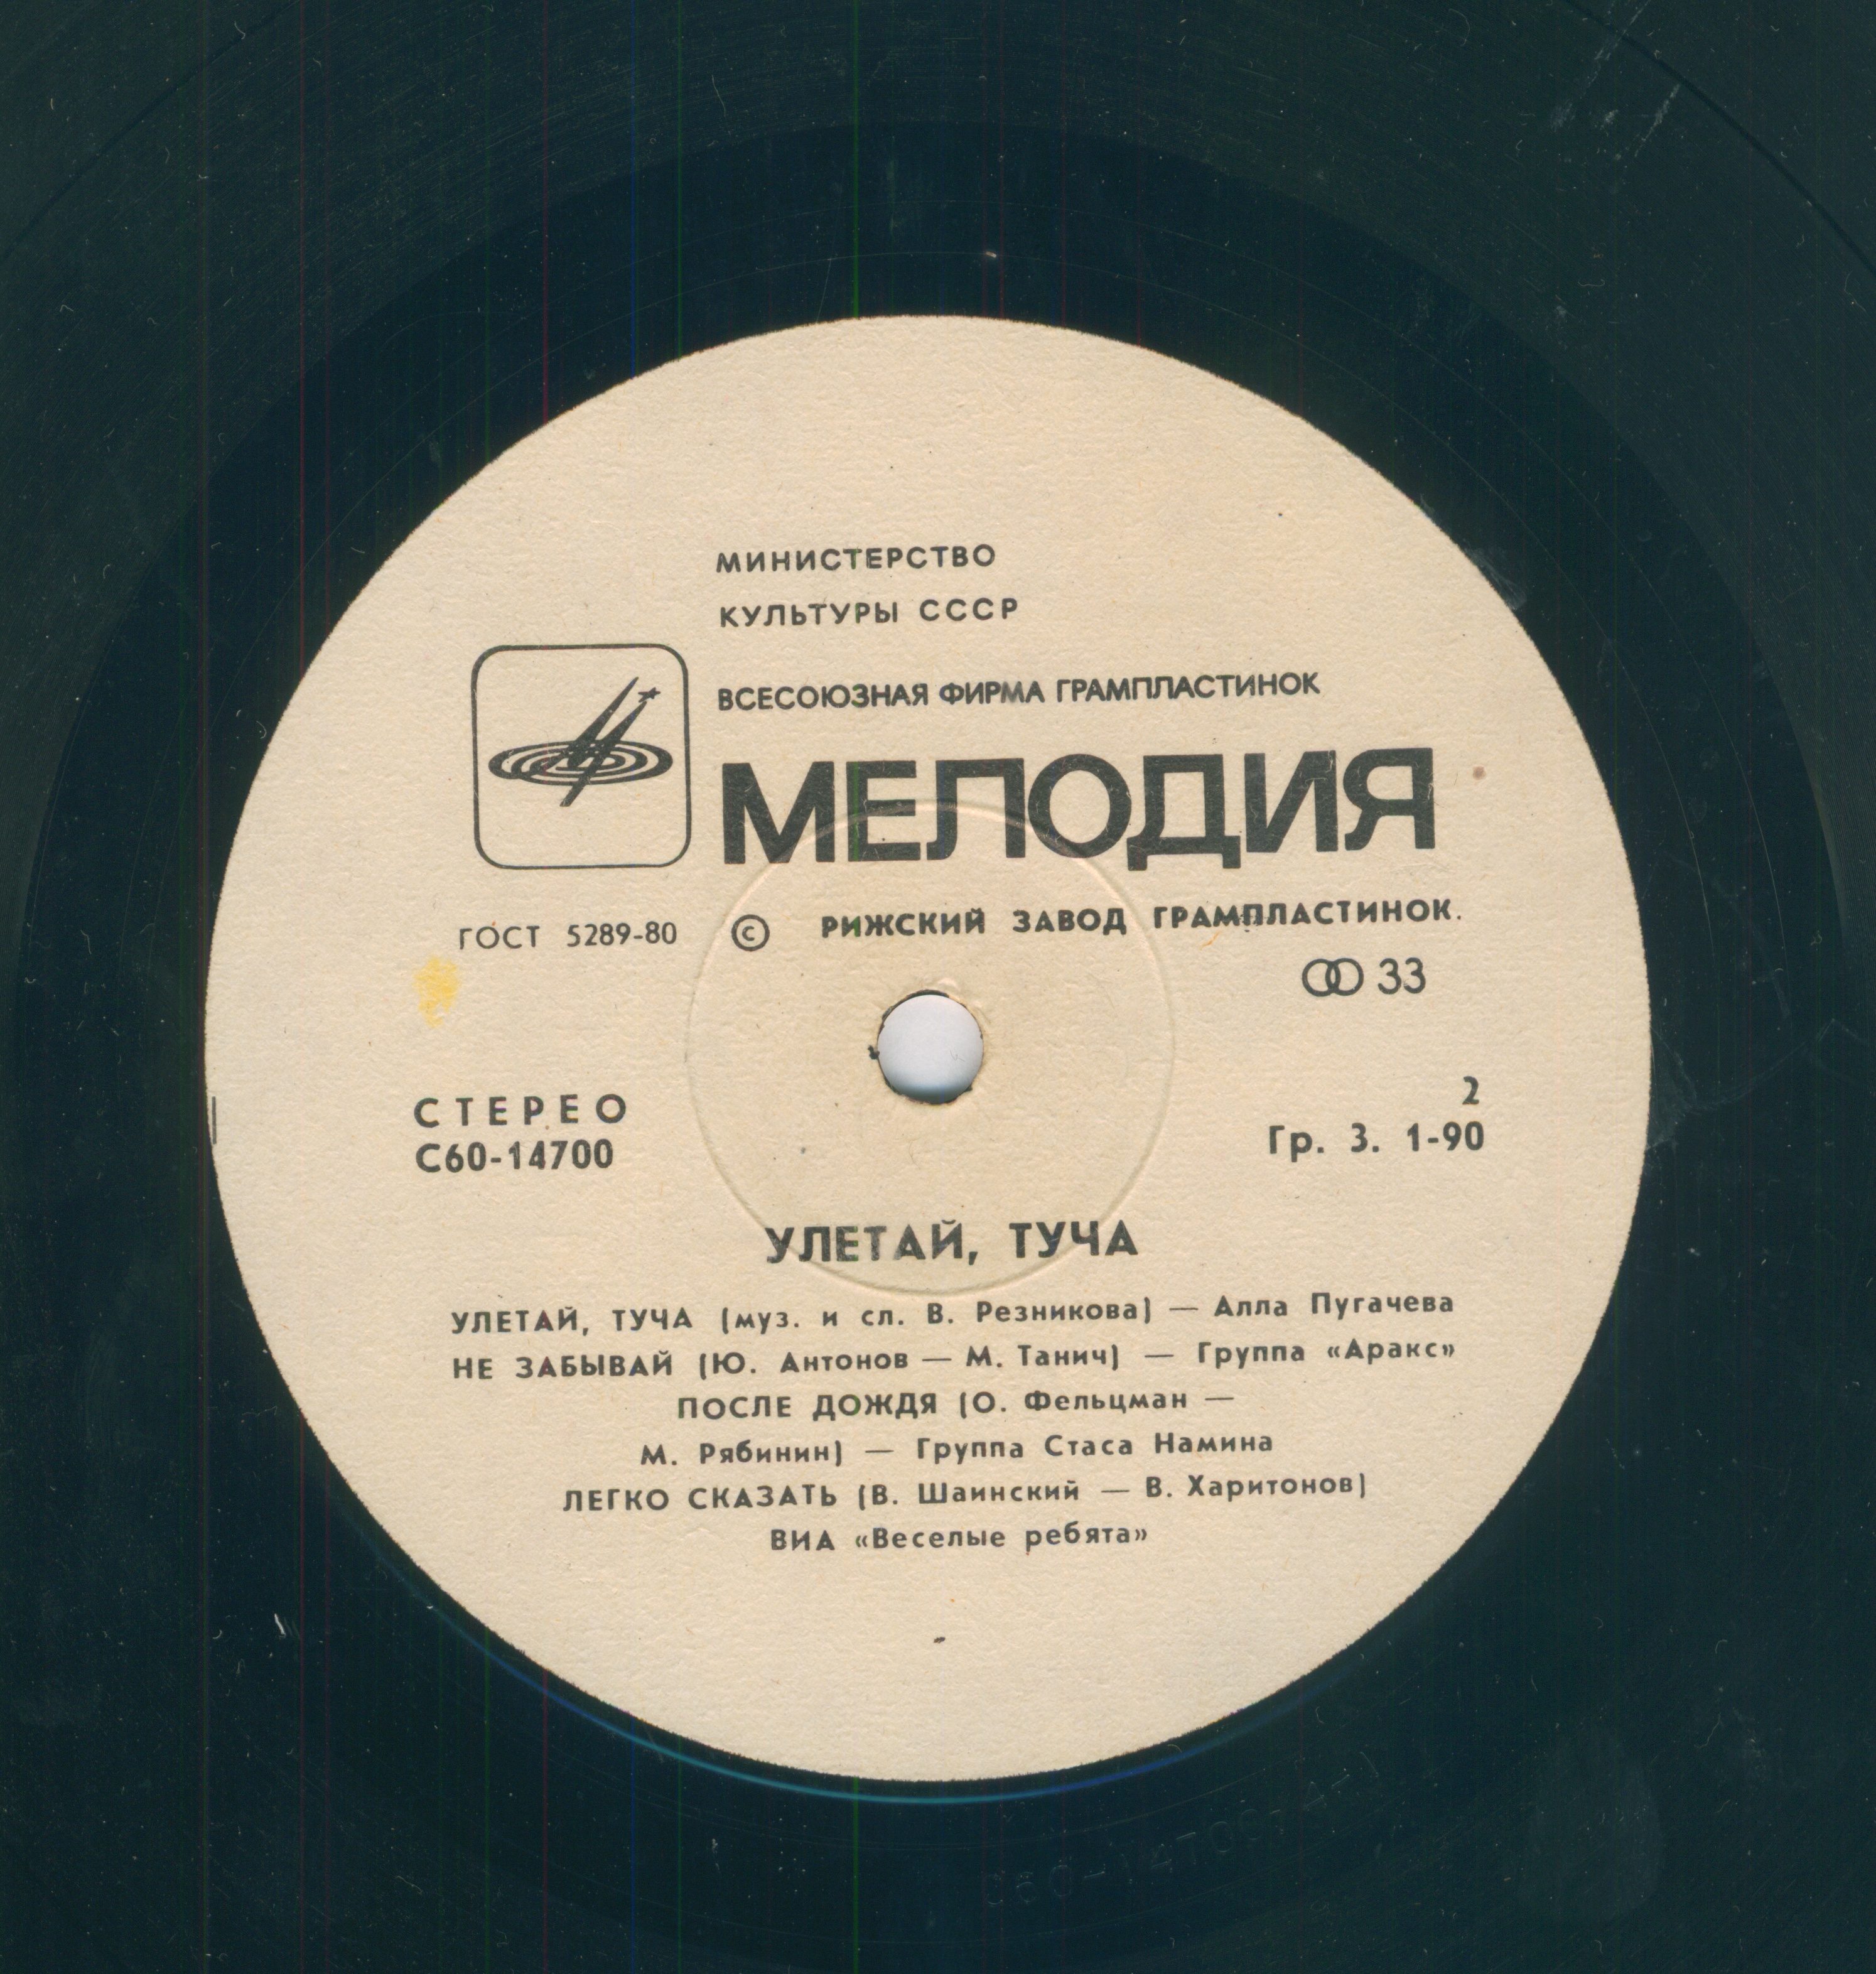 МИНИСТЕРСТВО
КУЛЬТУРЫ СССР
ВСЕСОЮЗНАЯ ФИРМА ГРАМПЛАСТИНОК
МЕЛОДИЯ
ГОСТ 5289-80 © РИЖСКИЙ ЗАВОД ГРАМПЛАСТИНОК.
33
СТЕРЕО 2
С60-14700 Гр. 3. 1-90
УЛЕТАЙ, ТУЧА
УЛЕТАЙ, ТУЧА (муз. и сл. В. Резникова) — Алла Пугачева
НЕ ЗАБЫВАЙ (Ю. Антонов — М. Танич) — Группа «Аракс»
ПОСЛЕ ДОЖДЯ (О. Фельцман —
М. Рябинин) — Группа Стаса Намина
ЛЕГКО СКАЗАТЬ (В. Шаинский — В. Харитонов)
ВИА «Веселые ребята»